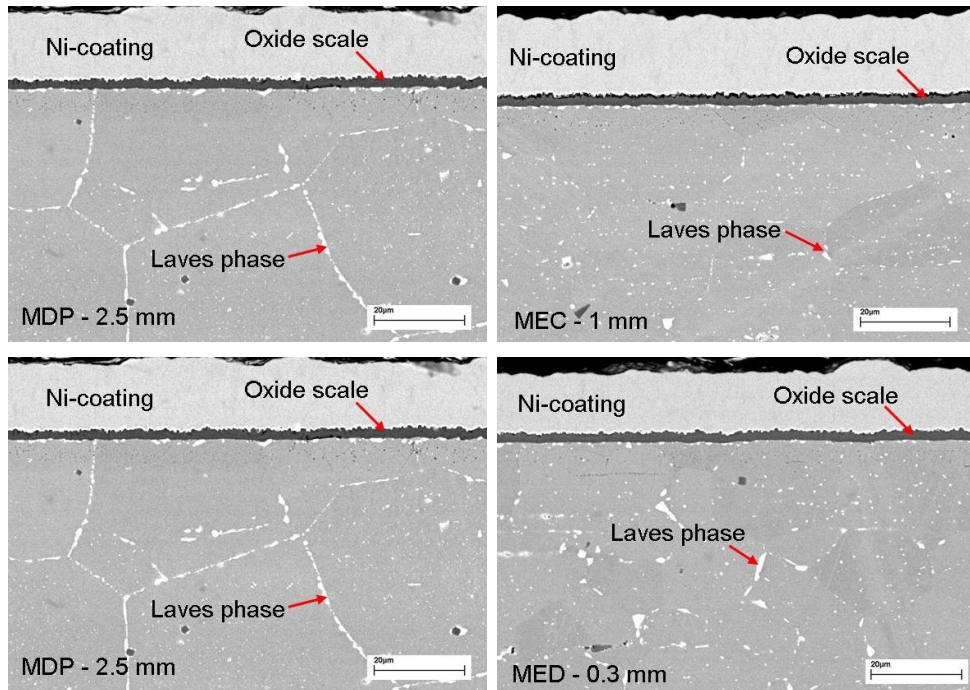 Ni-coating
Oxide scale
Laves phase
MDP - 2.5 mm
20µm
Ni-coating
Oxide scale
Laves phase
MEC - 1 mm
20µm
Ni-coating
Oxide scale
Laves phase
MDP - 2.5 mm
20µm
Ni-coating
Oxide scale
Laves phase
MED - 0.3 mm
20µm